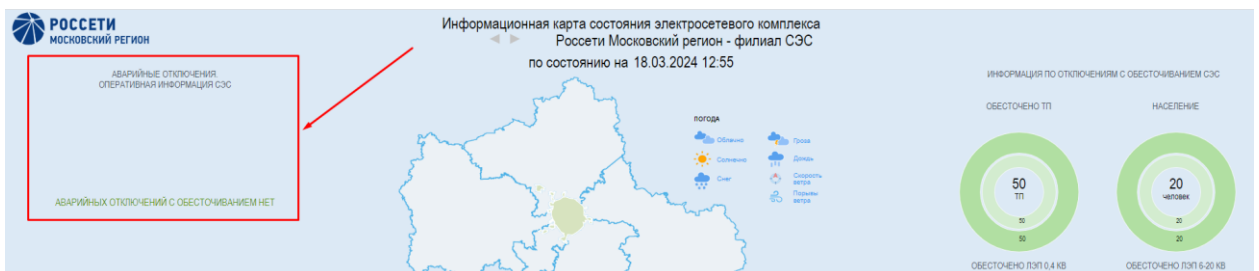 РОССЕТИ
МОСКОВСКИЙ РЕГИОН
Информационная карта состояния электросетевого комплекса
Россети Московский регион - филиал СЭС
по состоянию на 18.03.2024 12:55
АВАРИЙНЫЕ ОТКЛЮЧЕНИЯ
ОПЕРАТИВНАЯ ИНФОРМАЦИЯ СЭС
АВАРИЙНЫХ ОТКЛЮЧЕНИЙ С ОБЕСТОЧИВАНИЕМ НЕТ
ПОГОДА
Облачно
Гроза
Солнечно
Дождь
Снег
Скорость
ветра
Порывы
ветра
ИНФОРМАЦИЯ ПО ОТКЛЮЧЕНИЯМ С ОБЕСТОЧИВАНИЕМ СЭС
ОБЕСТОЧЕНО ТП
НАСЕЛЕНИЕ
50
ТП
50
50
20
человек
20
20
ОБЕСТОЧЕНО ЛЭП 0,4 КВ
ОБЕСТОЧЕНО ЛЭП 6-20 КВ